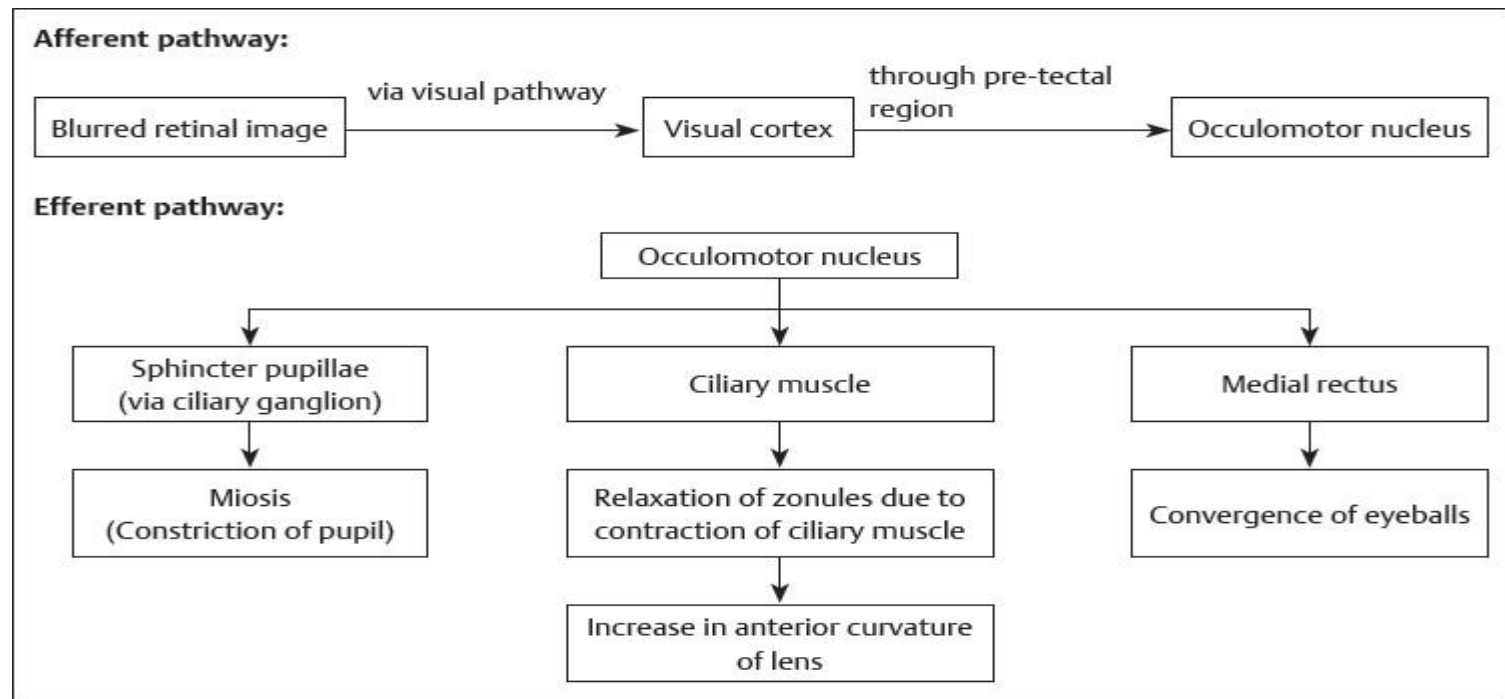 Afferent pathway:
via visual pathway
through pre-tectal
region
Blurred retinal image
Visual cortex
Occulomotor nucleus
Efferent pathway:
Occulomotor nucleus
Sphincter pupillae
(via ciliary ganglion)
Ciliary muscle
Medial rectus
Miosis
(Constriction of pupil)
Relaxation of zonules due to
contraction of ciliary muscle
Convergence of eyeballs
Increase in anterior curvature
of lens